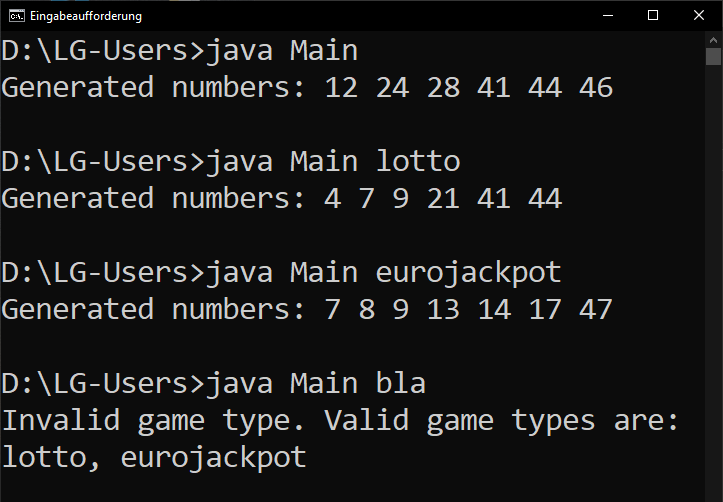 Eingabeaufforderung
D:\LG-Users>java Main
Generated numbers: 12 24 28 41 44 46
D:\LG-Users>java Main lotto
Generated numbers: 4 7 9 21 41 44
D:\LG-Users>java Main eurojackpot
Generated numbers: 7 8 9 13 14 17 47
D:\LG-Users>java Main bla
Invalid game type. Valid game types are:
lotto, eurojackpot